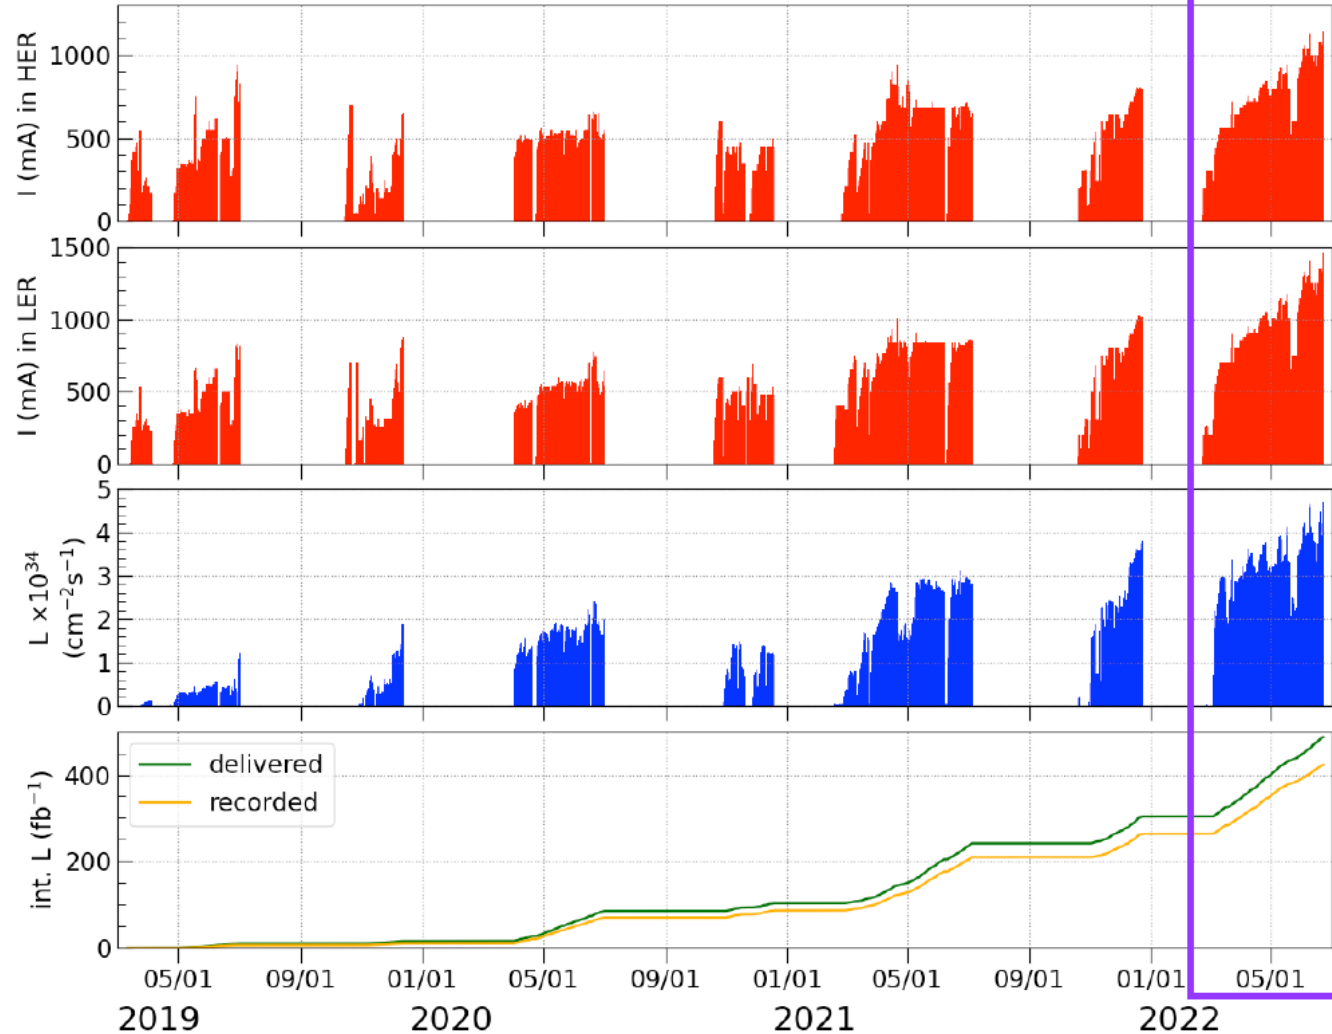 I (mA) in HER
1000
500
0
I (mA) in LER
1500
1000
500
0
L ×10³⁴
(cm⁻²s⁻¹)
5
4
3
2
1
0
int. L (fb⁻¹)
400
200
0
delivered
recorded
05/01 09/01 01/01 05/01 09/01 01/01 05/01 09/01 01/01 05/01
2019 2020 2021 2022